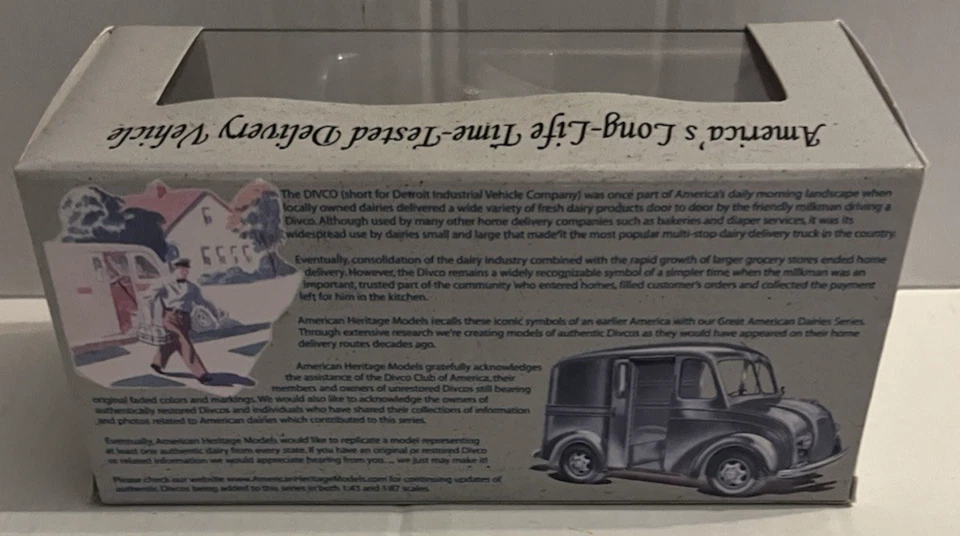 America's Long-Life Time-Tested Delivery Vehicle
The DIVCO (short for Detroit Industrial Vehicle Company) was once part of America's daily morning landscape when
locally owned dairies delivered a wide variety of fresh dairy products door to door by the friendly milkman driving a
Divco. Although used by many other home delivery companies such as bakeries and diaper services, it was its
widespread use by dairies small and large that made it the most popular multi-stop dairy delivery truck in the country.
Eventually, consolidation of the dairy industry combined with the rapid growth of larger grocery stores ended home
delivery. However, the Divco remains a widely recognizable symbol of a simpler time when the milkman was an
important, trusted part of the community who entered homes, filled customer's orders and collected the payment
left for him in the kitchen.
American Heritage Models recalls these iconic symbols of an earlier America with our Great American Dairies Series.
Through extensive research we're creating models of authentic Divcos as they would have appeared on their home
delivery routes decades ago.
American Heritage Models gratefully acknowledges
the assistance of the Divco Club of America, their
members and owners of unrestored Divcos still bearing
original faded colors and markings. We would also like to acknowledge the owners of
authentically restored Divcos and individuals who have shared their collections of information
and photos related to American dairies which contributed to this series.
Eventually, American Heritage Models would like to replicate a model representing
at least one authentic dairy from every state. If you have an original or restored Divco
or related information we would appreciate hearing from you... we just may make it!
Please check our website www.AmericanHeritageModels.com for continuing updates of
authentic Divcos being added to this series in both 1:43 and 1:87 scales.